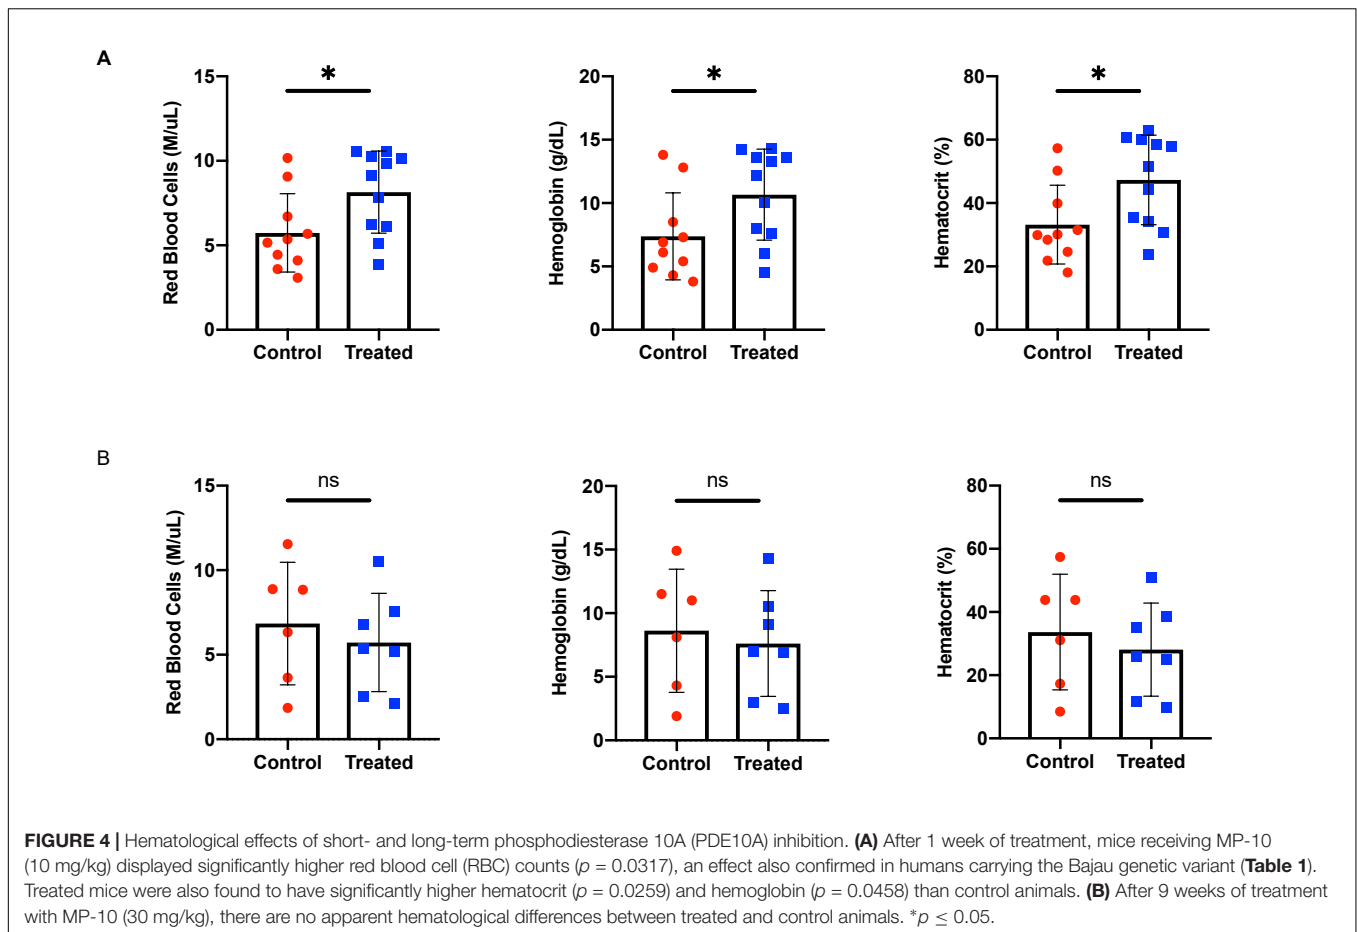 A
Red Blood Cells (M/uL)
15
10
5
0
*
Control Treated
Hemoglobin (g/dL)
20
15
10
5
0
*
Control Treated
Hematocrit (%)
80
60
40
20
0
*
Control Treated
B
Red Blood Cells (M/uL)
15
10
5
0
ns
Control Treated
Hemoglobin (g/dL)
20
15
10
5
0
ns
Control Treated
Hematocrit (%)
80
60
40
20
0
ns
Control Treated
FIGURE 4 | Hematological effects of short- and long-term phosphodiesterase 10A (PDE10A) inhibition. (A) After 1 week of treatment, mice receiving MP-10
(10 mg/kg) displayed significantly higher red blood cell (RBC) counts (p = 0.0317), an effect also confirmed in humans carrying the Bajau genetic variant (Table 1).
Treated mice were also found to have significantly higher hematocrit (p = 0.0259) and hemoglobin (p = 0.0458) than control animals. (B) After 9 weeks of treatment
with MP-10 (30 mg/kg), there are no apparent hematological differences between treated and control animals. *p ≤ 0.05.